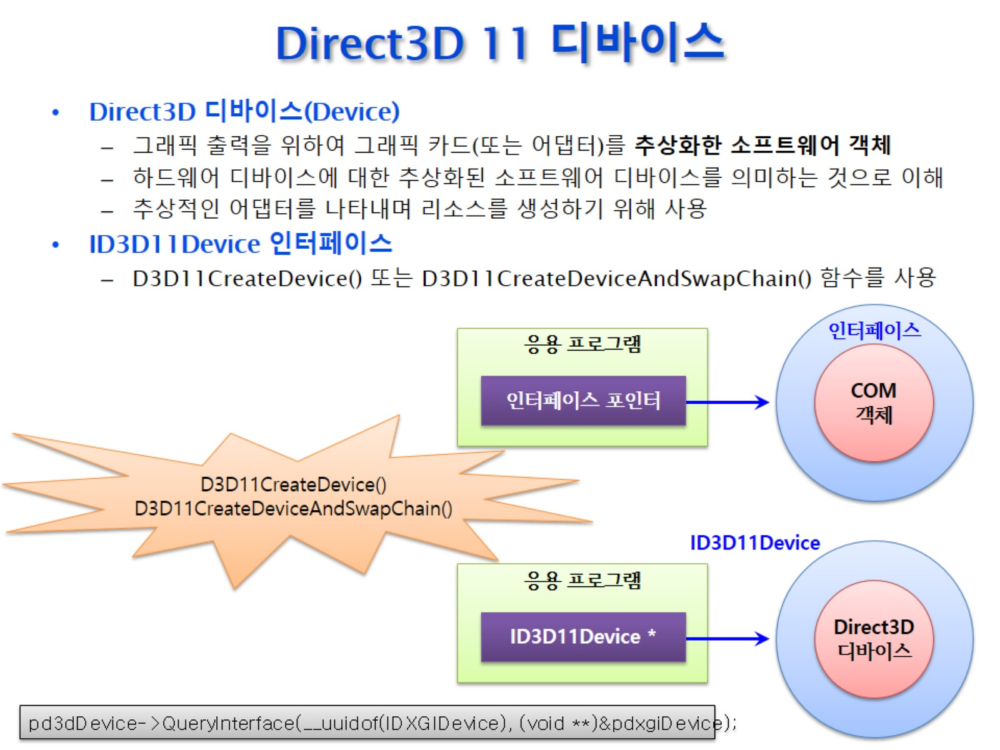 Direct3D 11 디바이스
• Direct3D 디바이스(Device)
– 그래픽 출력을 위하여 그래픽 카드(또는 어댑터)를 추상화한 소프트웨어 객체
– 하드웨어 디바이스에 대한 추상화된 소프트웨어 디바이스를 의미하는 것으로 이해
– 추상적인 어댑터를 나타내며 리소스를 생성하기 위해 사용
• ID3D11Device 인터페이스
– D3D11CreateDevice() 또는 D3D11CreateDeviceAndSwapChain() 함수를 사용
응용 프로그램
인터페이스 포인터
인터페이스
COM
객체
D3D11CreateDevice()
D3D11CreateDeviceAndSwapChain()
ID3D11Device
응용 프로그램
ID3D11Device *
Direct3D
디바이스
pd3dDevice->QueryInterface(__uuidof(IDXGIDevice), (void **)&pdxgiDevice);